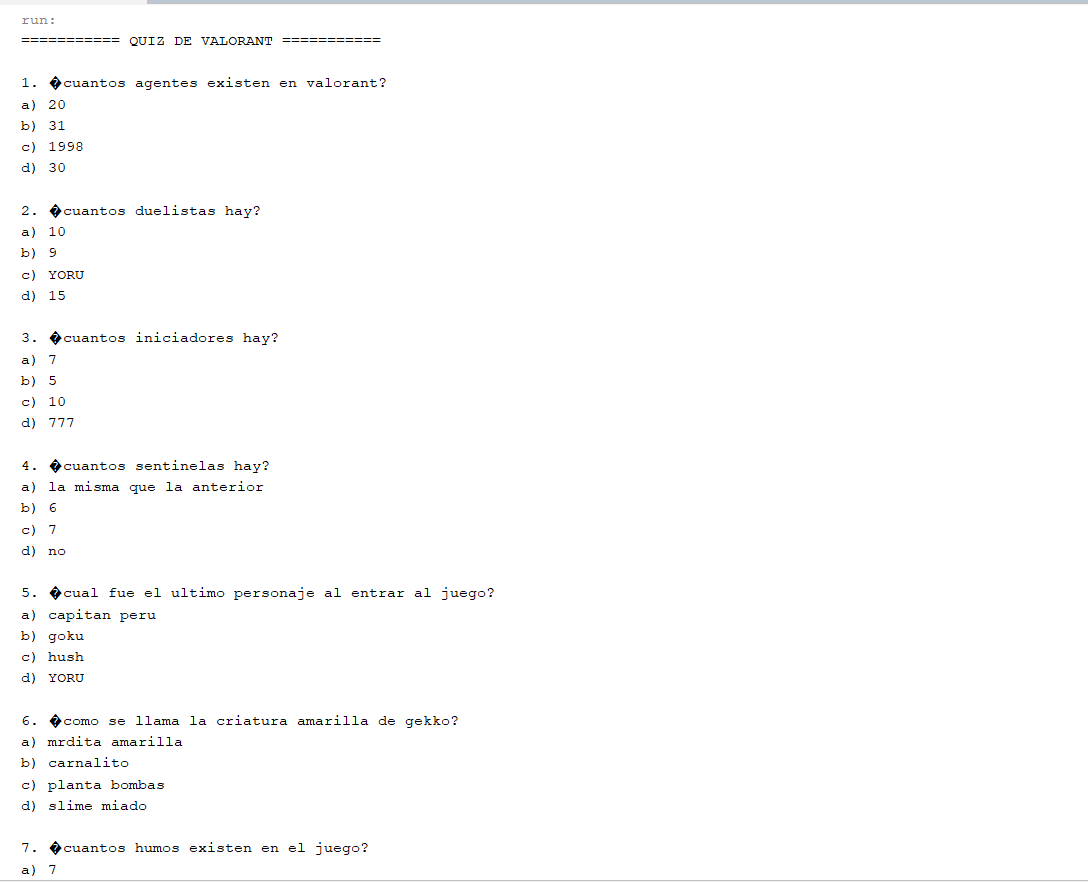 run:
=========== QUIZ DE VALORANT ===========
1. �cuantos agentes existen en valorant?
a) 20
b) 31
c) 1998
d) 30
2. �cuantos duelistas hay?
a) 10
b) 9
c) YORU
d) 15
3. �cuantos iniciadores hay?
a) 7
b) 5
c) 10
d) 777
4. �cuantos sentinelas hay?
a) la misma que la anterior
b) 6
c) 7
d) no
5. �cual fue el ultimo personaje al entrar al juego?
a) capitan peru
b) goku
c) hush
d) YORU
6. �como se llama la criatura amarilla de gekko?
a) mrdita amarilla
b) carnalito
c) planta bombas
d) slime miado
7. �cuantos humos existen en el juego?
a) 7